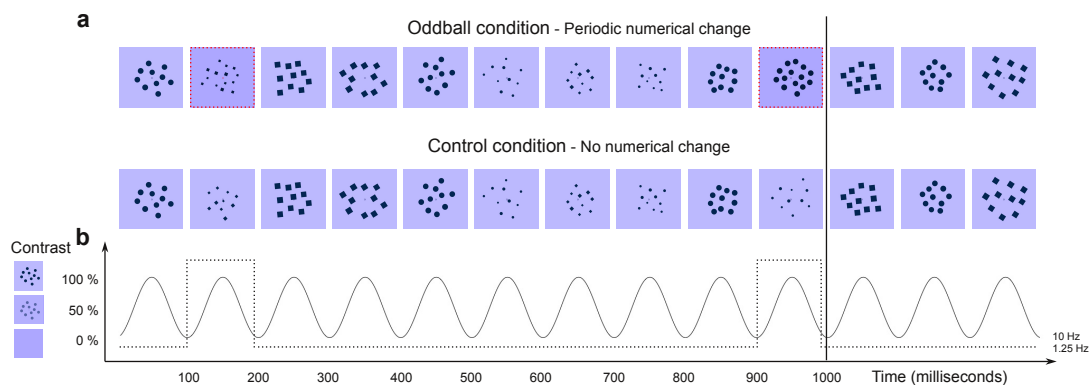 a
Oddball condition - Periodic numerical change
Control condition - No numerical change
b
Contrast
100 %
50 %
0 %
10 Hz
1.25 Hz
100 200 300 400 500 600 700 800 900 1000 Time (milliseconds)